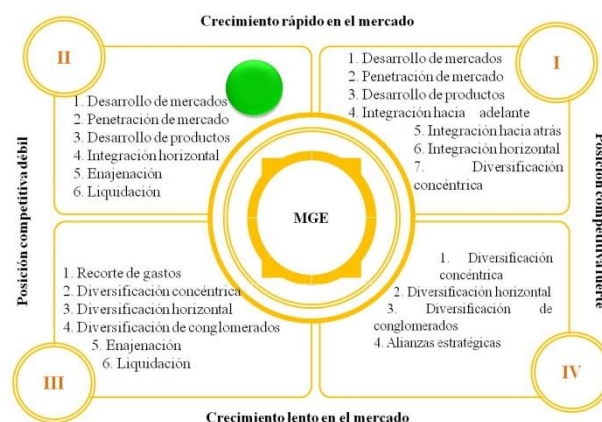 Crecimiento rápido en el mercado
II
1. Desarrollo de mercados
2. Penetración de mercado
3. Desarrollo de productos
4. Integración horizontal
5. Enajenación
6. Liquidación
I
1. Desarrollo de mercados
2. Penetración de mercado
3. Desarrollo de productos
4. Integración hacia adelante
5. Integración hacia atrás
6. Integración horizontal
7. Diversificación
concéntrica
Posición competitiva débil
MGE
Posición competitiva fuerte
1. Recorte de gastos
2. Diversificación concéntrica
3. Diversificación horizontal
4. Diversificación de conglomerados
5. Enajenación
6. Liquidación
III
1. Diversificación
concéntrica
2. Diversificación horizontal
3. Diversificación de
conglomerados
4. Alianzas estratégicas
IV
Crecimiento lento en el mercado